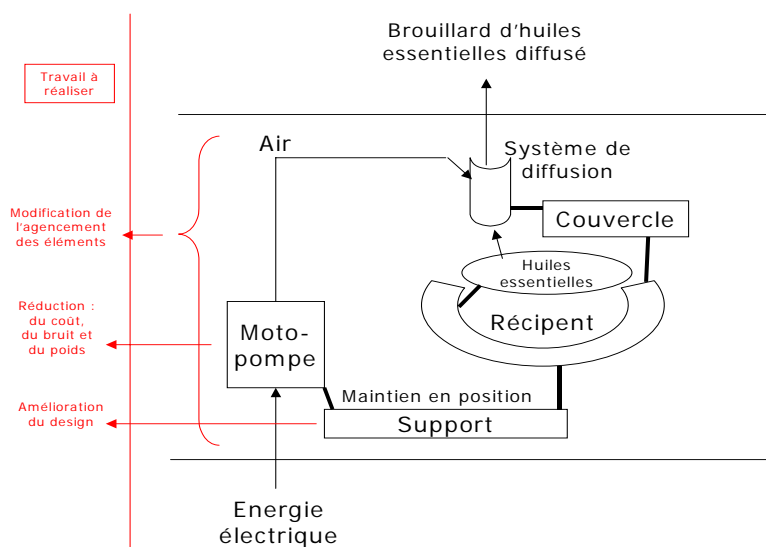 Brouillard d'huiles
essentielles diffusé
Travail à
réaliser
Air
Système de
diffusion
Modification de
l'agencement
des éléments
Couvercle
Huiles
essentielles
Réduction :
du coût,
du bruit et
du poids
Moto-
pompe
Récipent
Maintien en position
Amélioration
du design
Support
Energie
électrique